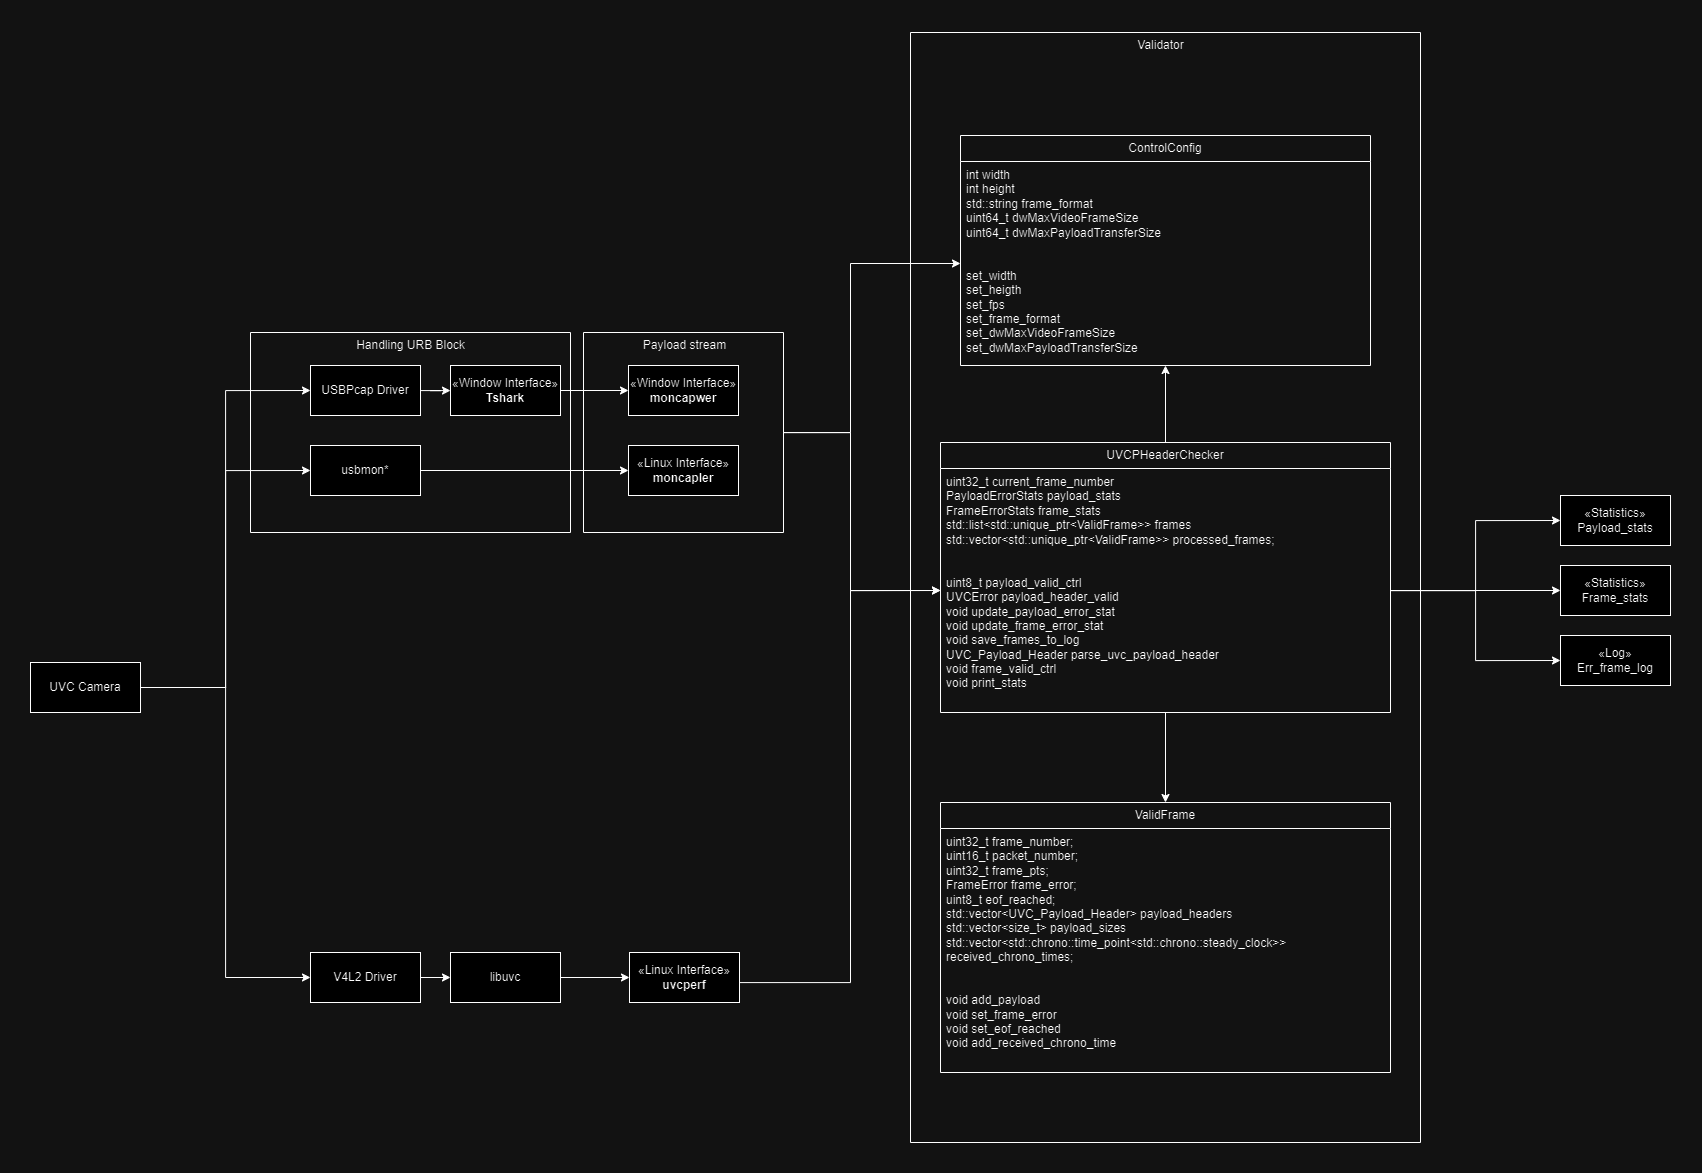 Validator
ControlConfig
int width
int height
std::string frame_format
uint64_t dwMaxVideoFrameSize
uint64_t dwMaxPayloadTransferSize
set_width
set_heigth
set_fps
set_frame_format
set_dwMaxVideoFrameSize
set_dwMaxPayloadTransferSize
Handling URB Block
USBPcap Driver
«Window Interface»
Tshark
usbmon*
Payload stream
«Window Interface»
moncapwer
«Linux Interface»
moncapler
UVCPHeaderChecker
uint32_t current_frame_number
PayloadErrorStats payload_stats
FrameErrorStats frame_stats
std::list<std::unique_ptr<ValidFrame>> frames
std::vector<std::unique_ptr<ValidFrame>> processed_frames;
uint8_t payload_valid_ctrl
UVCError payload_header_valid
void update_payload_error_stat
void update_frame_error_stat
void save_frames_to_log
UVC_Payload_Header parse_uvc_payload_header
void frame_valid_ctrl
void print_stats
«Statistics»
Payload_stats
«Statistics»
Frame_stats
«Log»
Err_frame_log
UVC Camera
ValidFrame
uint32_t frame_number;
uint16_t packet_number;
uint32_t frame_pts;
FrameError frame_error;
uint8_t eof_reached;
std::vector<UVC_Payload_Header> payload_headers
std::vector<size_t> payload_sizes
std::vector<std::chrono::time_point<std::chrono::steady_clock>>
received_chrono_times;
void add_payload
void set_frame_error
void set_eof_reached
void add_received_chrono_time
V4L2 Driver
libuvc
«Linux Interface»
uvcperf